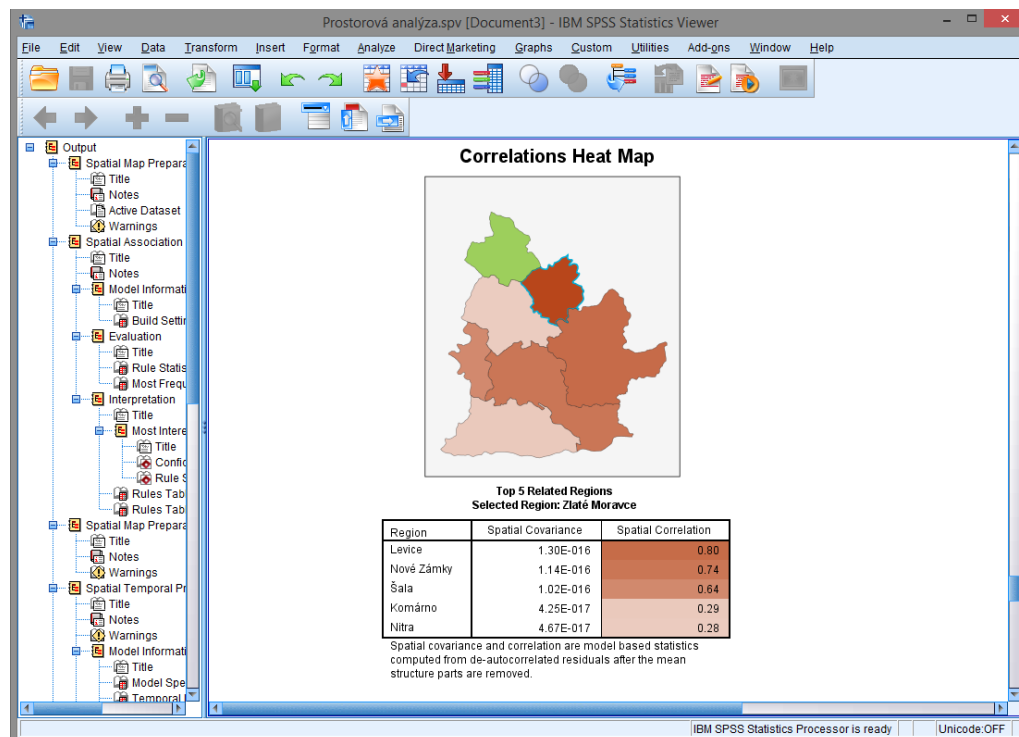 Prostorová analýza.spv [Document3] - IBM SPSS Statistics Viewer
File Edit View Data Transform Insert Format Analyze Direct Marketing Graphs Custom Utilities Add-ons Window Help
Output
Spatial Map Prepara
Title
Notes
Active Dataset
Warnings
Spatial Association
Title
Notes
Model Informati
Title
Build Settin
Evaluation
Title
Rule Statis
Most Frequ
Interpretation
Title
Most Intere
Title
Confid
Rule S
Rules Tab
Rules Tab
Spatial Map Prepara
Title
Notes
Warnings
Spatial Temporal Pr
Title
Notes
Warnings
Model Informati
Title
Model Spe
Temporal
Correlations Heat Map
Top 5 Related Regions
Selected Region: Zlaté Moravce
Region Spatial Covariance Spatial Correlation
Levice 1.30E-016 0.80
Nové Zámky 1.14E-016 0.74
Šala 1.02E-016 0.64
Komárno 4.25E-017 0.29
Nitra 4.67E-017 0.28
Spatial covariance and correlation are model based statistics
computed from de-autocorrelated residuals after the mean
structure parts are removed.
IBM SPSS Statistics Processor is ready Unicode:OFF